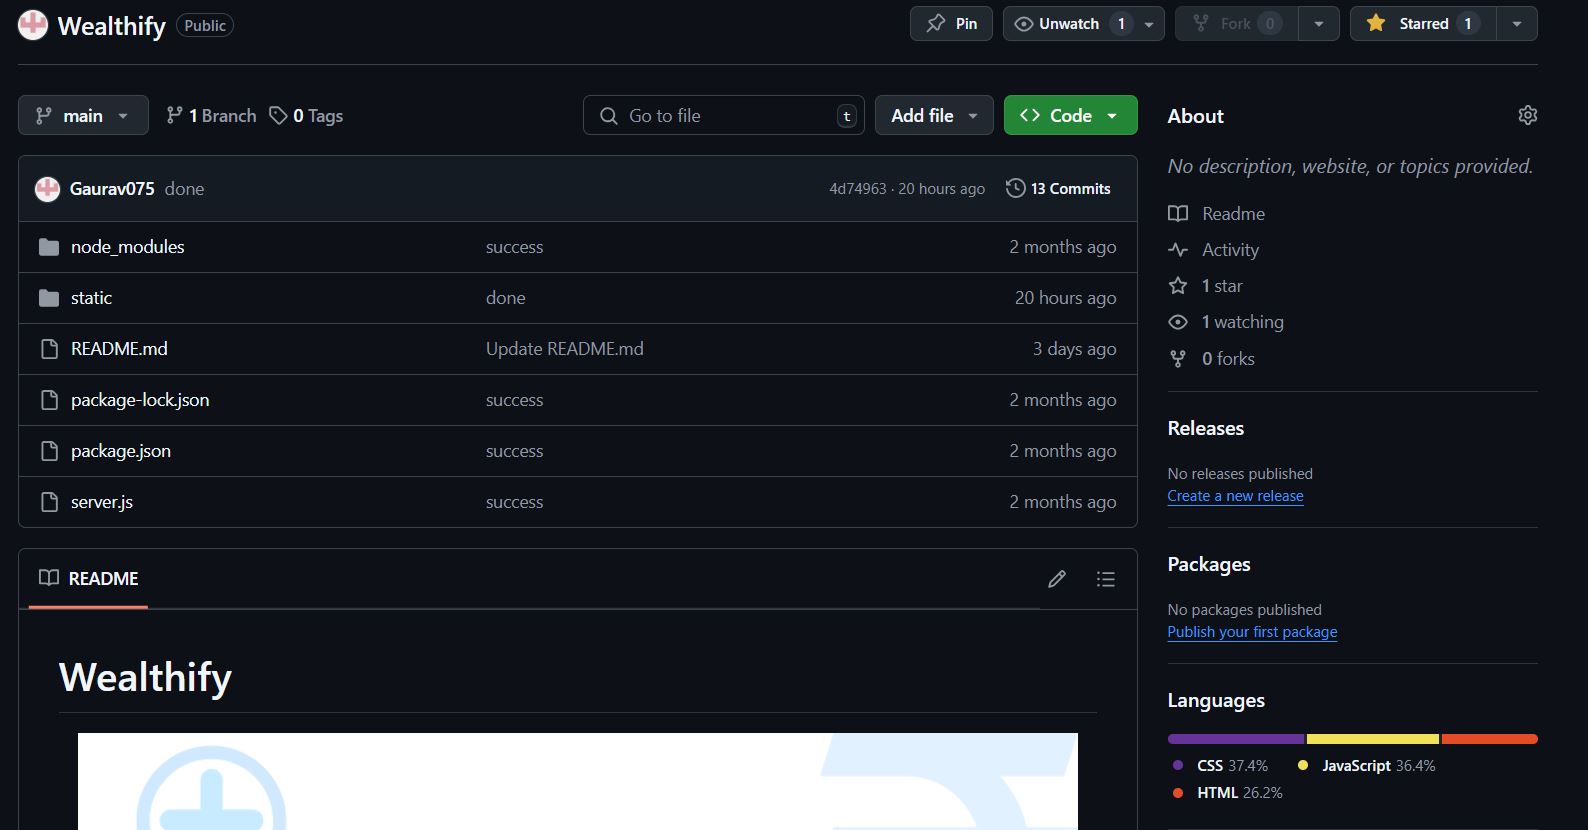 Wealthify Public Pin Unwatch 1 Fork 0 Starred 1
main 1 Branch 0 Tags Go to file t Add file Code
Gaurav075 done 4d74963 · 20 hours ago 13 Commits
node_modules success 2 months ago
static done 20 hours ago
README.md Update README.md 3 days ago
package-lock.json success 2 months ago
package.json success 2 months ago
server.js success 2 months ago
README
Wealthify
About
No description, website, or topics provided.
Readme
Activity
1 star
1 watching
0 forks
Releases
No releases published
Create a new release
Packages
No packages published
Publish your first package
Languages
CSS 37.4% JavaScript 36.4%
HTML 26.2%